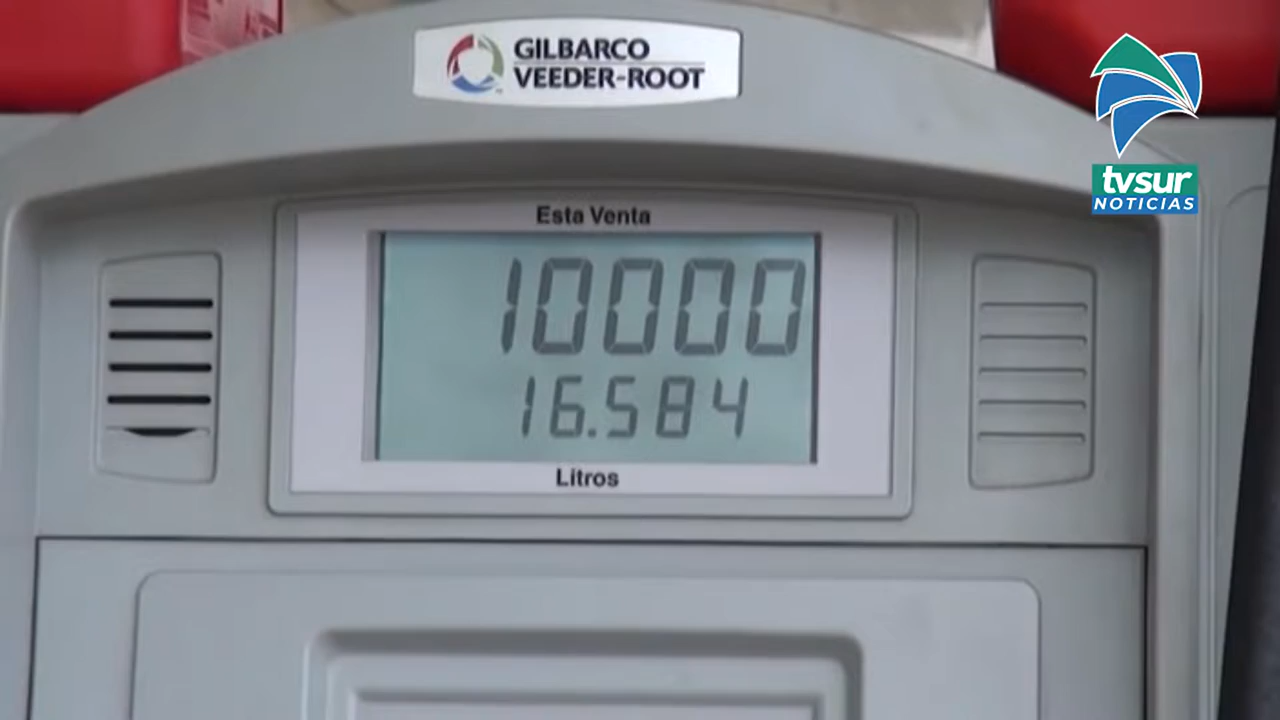 GILBARCO
VEEDER-ROOT
tvsur
NOTICIAS
Esta Venta
10000
16.584
Litros